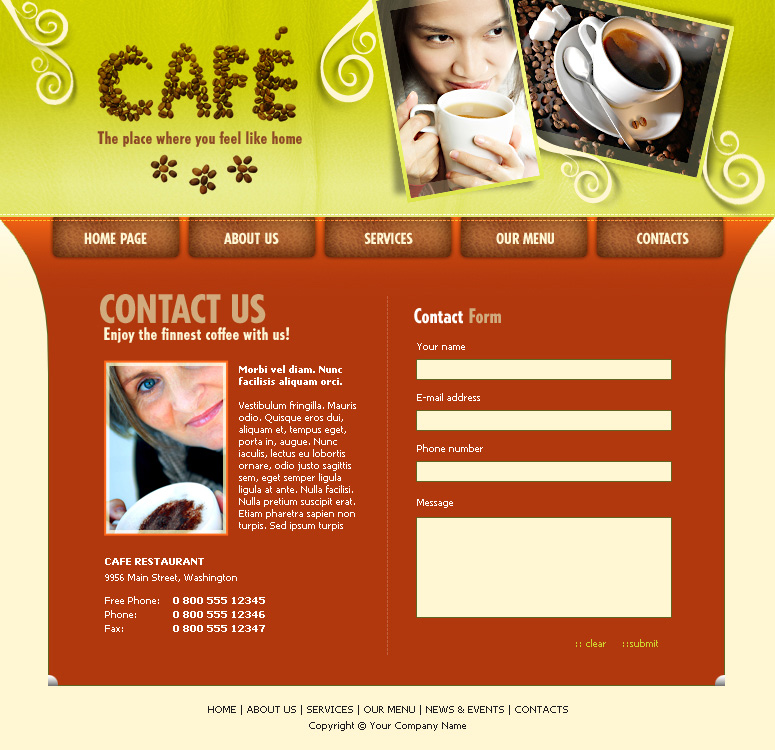 CAFÉ
The place where you feel like home
HOME PAGE
ABOUT US
SERVICES
OUR MENU
CONTACTS
CONTACT US
Enjoy the finnest coffee with us!
Morbi vel diam. Nunc
facilisis aliquam orci.
Vestibulum fringilla. Mauris
odio. Quisque eros dui,
aliquam et, tempus eget,
porta in, augue. Nunc
iaculis, lectus eu lobortis
ornare, odio justo sagittis
sem, eget semper ligula
ligula at ante. Nulla facilisi.
Nulla pretium suscipit erat.
Etiam pharetra sapien non
turpis. Sed ipsum turpis
CAFE RESTAURANT
9956 Main Street, Washington
Free Phone: 0 800 555 12345
Phone: 0 800 555 12346
Fax: 0 800 555 12347
Contact Form
Your name
E-mail address
Phone number
Message
:: clear
::submit
HOME | ABOUT US | SERVICES | OUR MENU | NEWS & EVENTS | CONTACTS
Copyright © Your Company Name